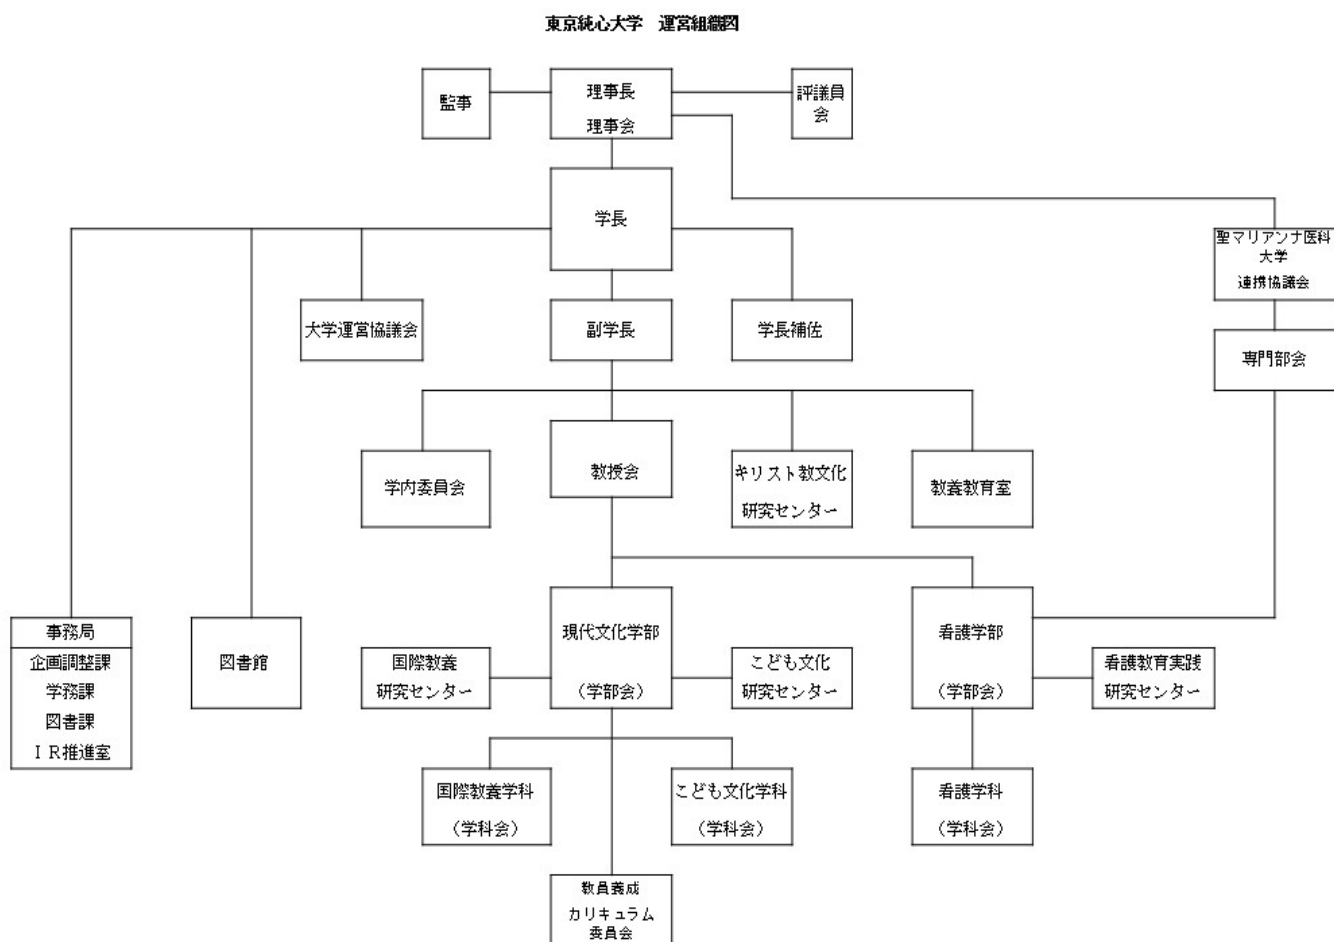 東京純心大学　運営組織図
監事
理事長
理事会
評議員
会
学長
聖マリアンナ医科
大学
連携協議会
大学運営協議会
副学長
学長補佐
専門部会
学内委員会
教授会
キリスト教文化
研究センター
教養教育室
事務局
企画調整課
学務課
図書課
ＩＲ推進室
図書館
国際教養
研究センター
現代文化学部
（学部会）
こども文化
研究センター
看護学部
（学部会）
看護教育実践
研究センター
国際教養学科
（学科会）
こども文化学科
（学科会）
看護学科
（学科会）
教員養成
カリキュラム
委員会